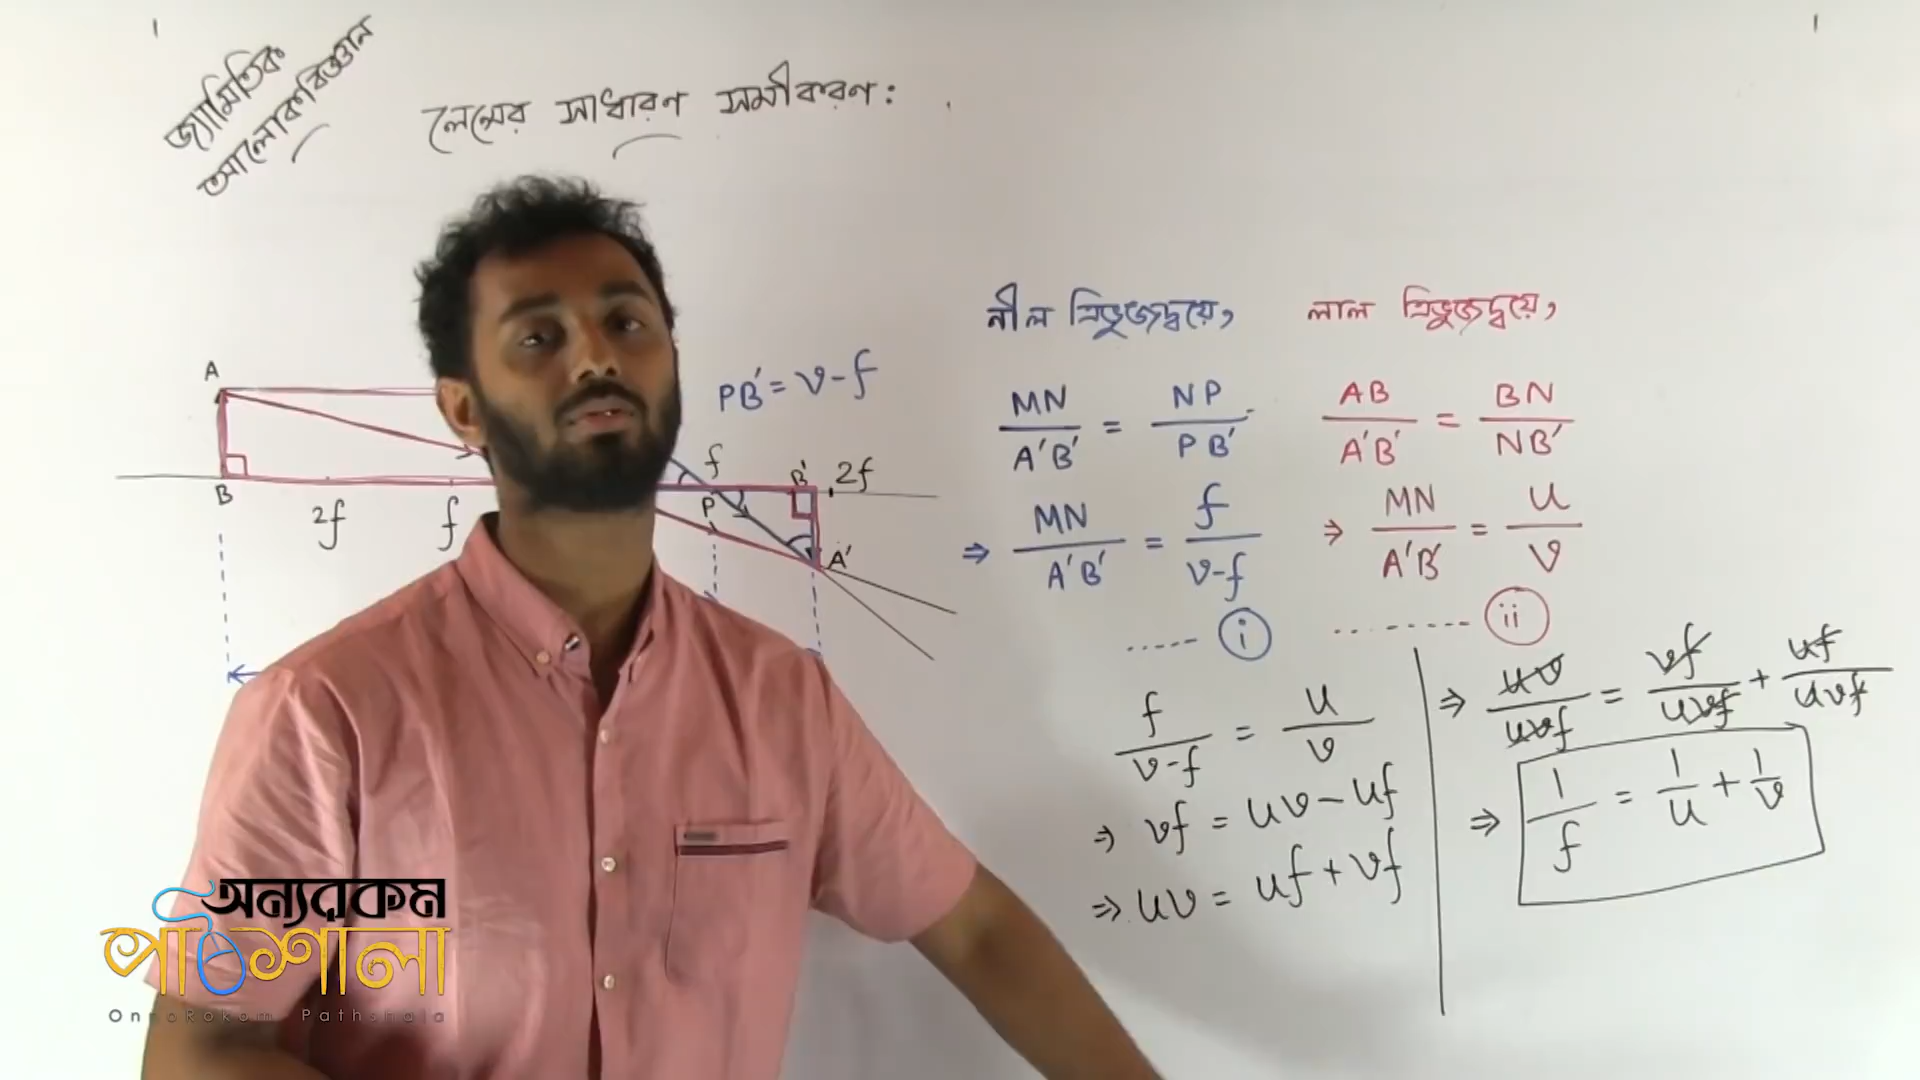 জ্যামিতিক
আলোকবিজ্ঞান
লেন্সের সাধারণ সমীকরণ:
A
B
2f
f
PB' = v-f
f
P
B'
2f
A'
নীল ত্রিভুজদ্বয়ে,
MN/A'B' = NP/PB'
⇒ MN/A'B' = f/v-f
...... i
লাল ত্রিভুজদ্বয়ে,
AB/A'B' = BN/NB'
⇒ MN/A'B' = u/v
......... ii
f/v-f = u/v
⇒ vf = uv - uf
⇒ uv = uf + vf
⇒ uv/uvf = vf/uvf + uf/uvf
⇒ 1/f = 1/u + 1/v
অন্যরকম
পাঠশালা
OnnoRokom Pathshala